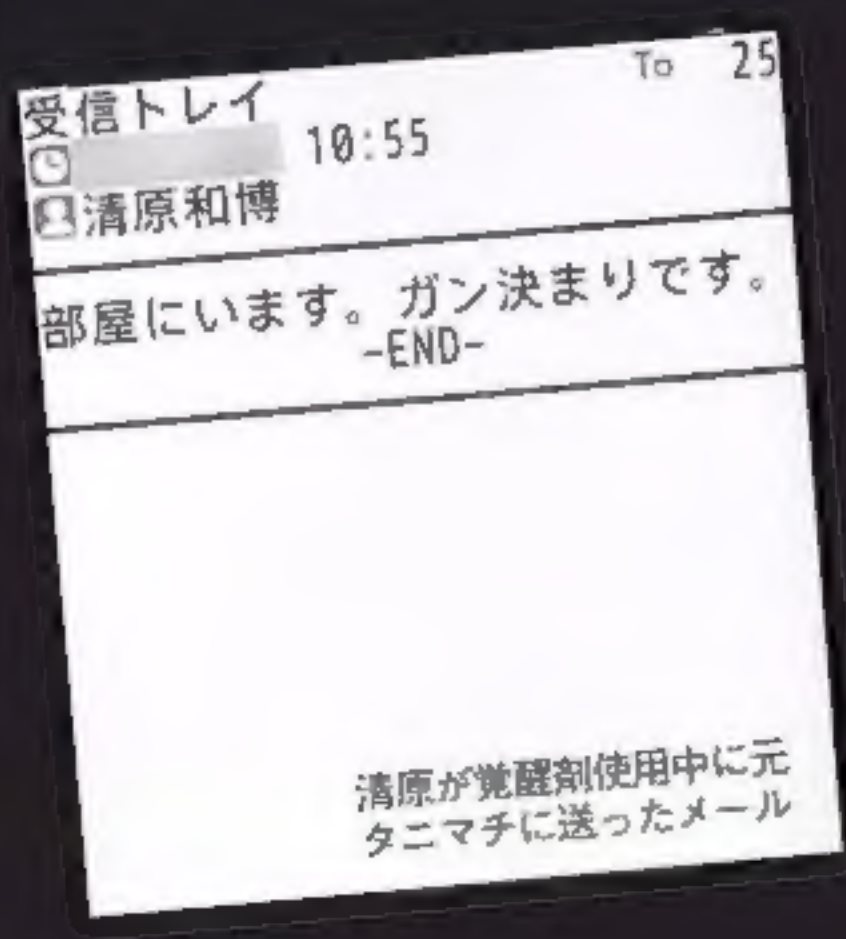 To 25
受信トレイ
10:55
清原和博
部屋にいます。ガン決まりです。
-END-
清原が覚醒剤使用中に元
タニマチに送ったメール